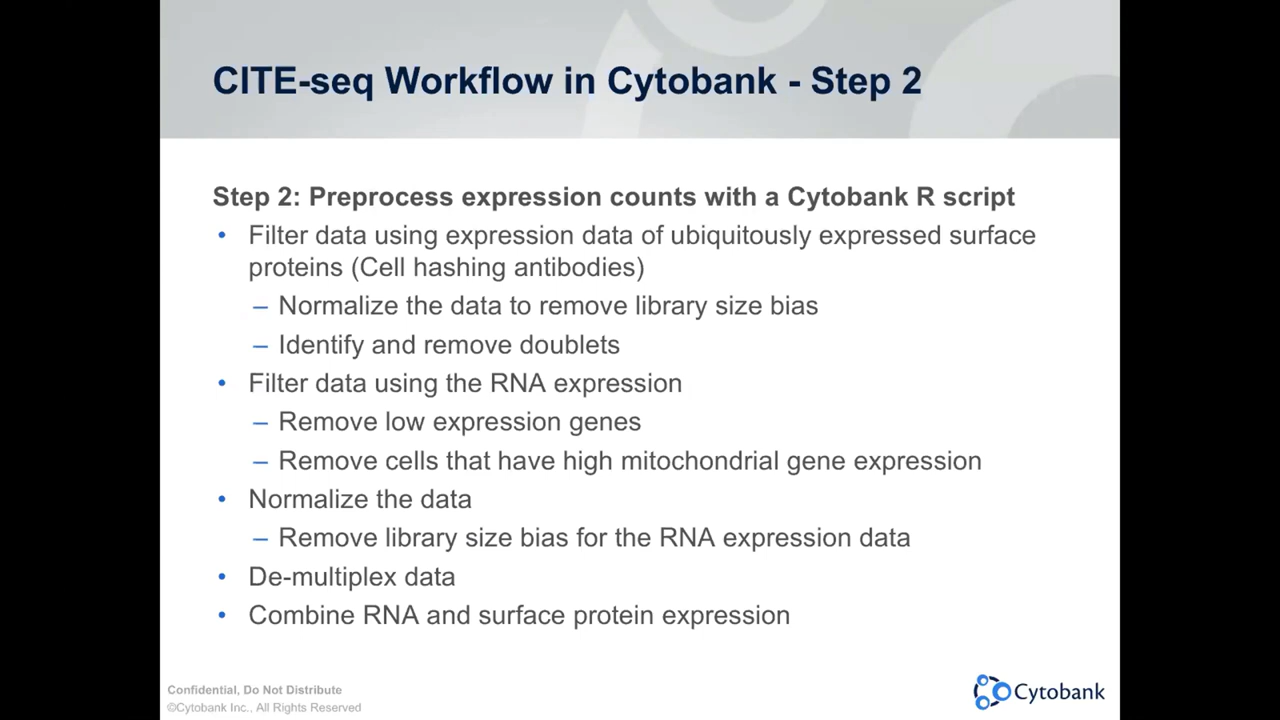 CITE-seq Workflow in Cytobank - Step 2
Step 2: Preprocess expression counts with a Cytobank R script
• Filter data using expression data of ubiquitously expressed surface
proteins (Cell hashing antibodies)
– Normalize the data to remove library size bias
– Identify and remove doublets
• Filter data using the RNA expression
– Remove low expression genes
– Remove cells that have high mitochondrial gene expression
• Normalize the data
– Remove library size bias for the RNA expression data
• De-multiplex data
• Combine RNA and surface protein expression
Confidential, Do Not Distribute
©Cytobank Inc., All Rights Reserved
Cytobank